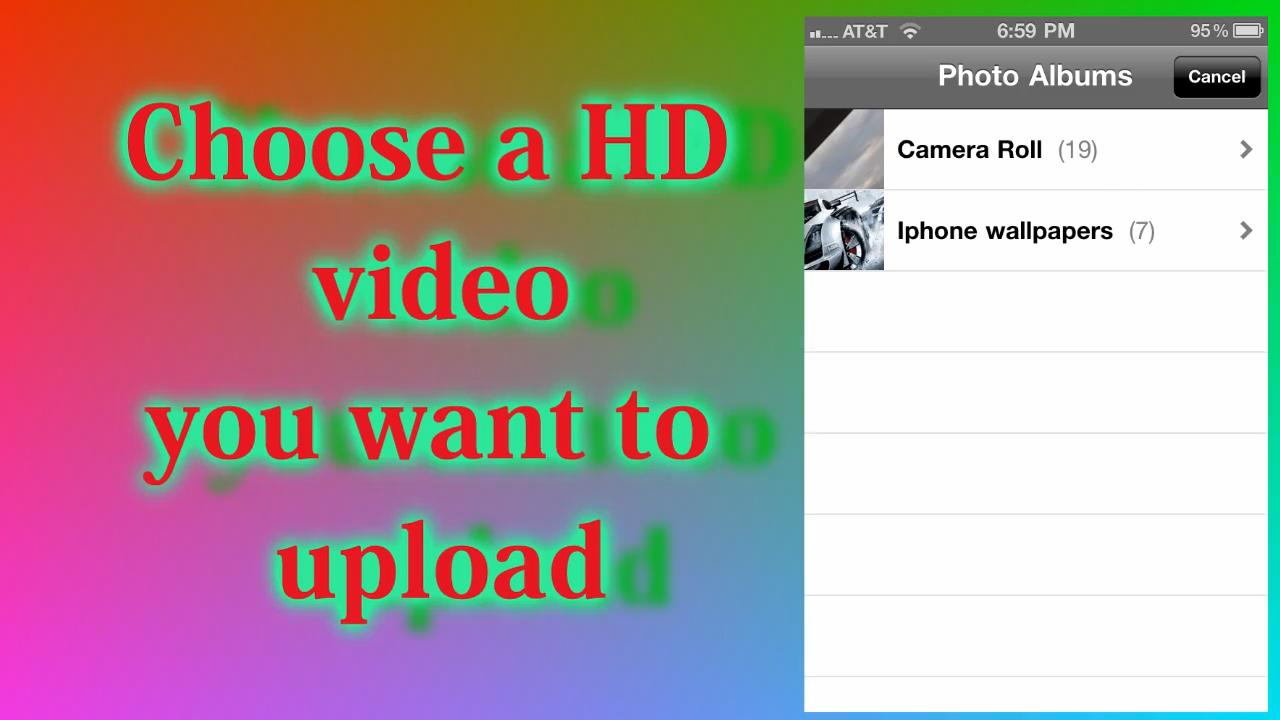 Choose a HD
video
you want to
upload
AT&T 6:59 PM 95%
Photo Albums Cancel
Camera Roll (19)
Iphone wallpapers (7)